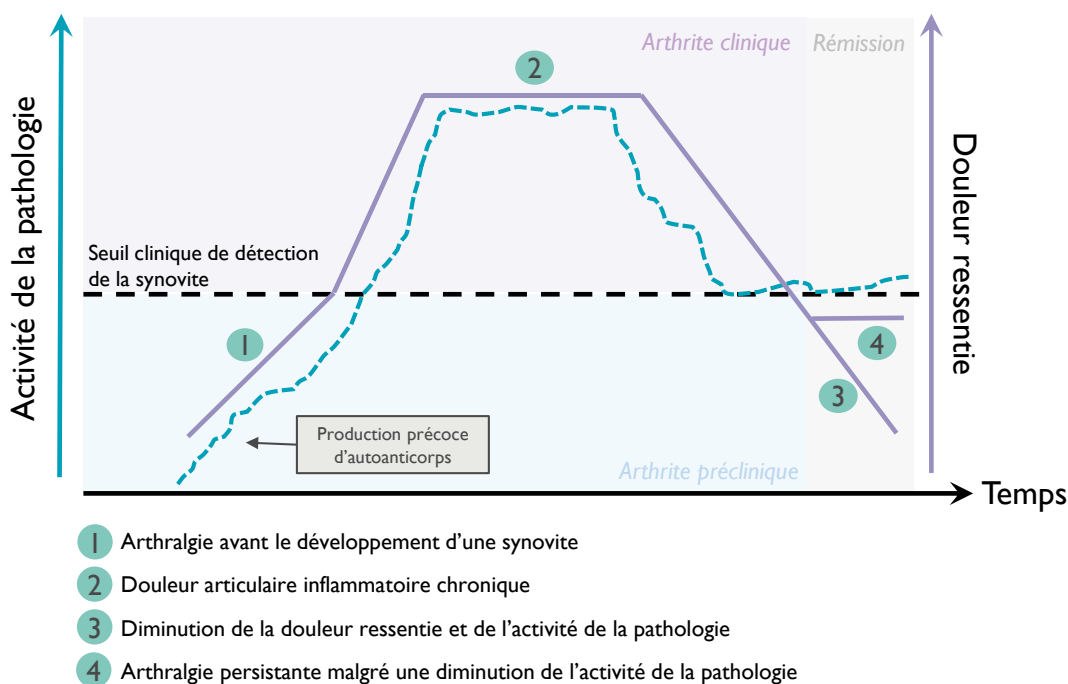 Arthrite clinique
Rémission
2
Activité de la pathologie
Douleur ressentie
Seuil clinique de détection
de la synovite
1
4
3
Production précoce
d'autoanticorps
Arthrite préclinique
Temps
1 Arthralgie avant le développement d'une synovite
2 Douleur articulaire inflammatoire chronique
3 Diminution de la douleur ressentie et de l'activité de la pathologie
4 Arthralgie persistante malgré une diminution de l'activité de la pathologie